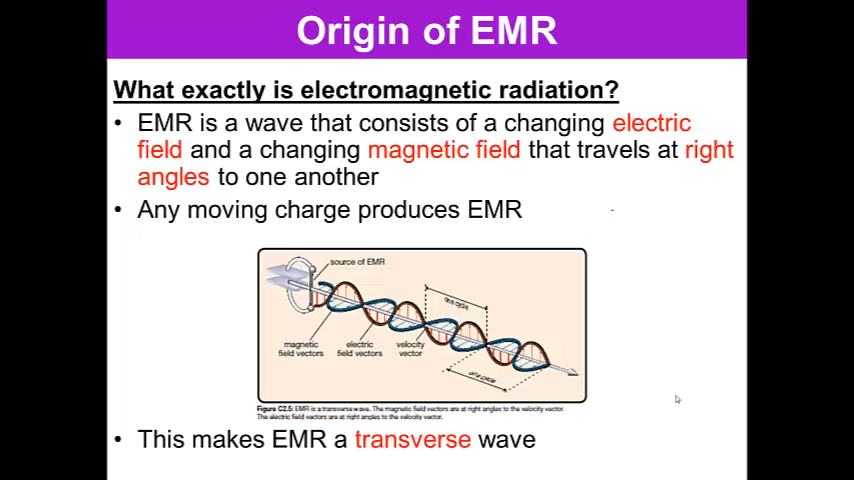 Origin of EMR
What exactly is electromagnetic radiation?
• EMR is a wave that consists of a changing electric
field and a changing magnetic field that travels at right
angles to one another
• Any moving charge produces EMR
source of EMR
one cycle
magnetic
field vectors
electric
field vectors
velocity
vector
one cycle
Figure C2.5: EMR is a transverse wave. The magnetic field vectors are at right angles to the velocity vector.
The electric field vectors are at right angles to the velocity vector.
• This makes EMR a transverse wave